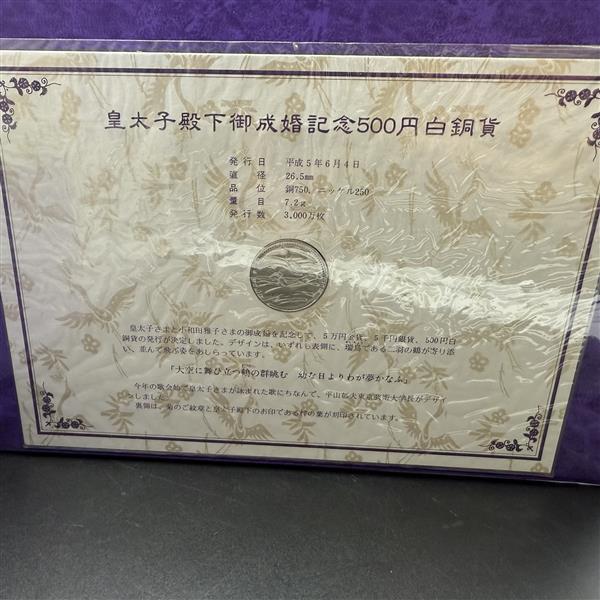 皇太子殿下御成婚記念500円白銅貨
発行日 平成5年6月4日
直径 26.5mm
品位 銅750, ニッケル250
量目 7.2g
発行数 3,000万枚
皇太子さまと小和田雅子さまの御成婚を記念して、5万円金貨、5千円銀貨、500円白
銅貨の発行が決定しました。デザインは、いずれも表側に、瑞鳥である二羽の鶴が寄り添
い、並んで飛ぶ姿をあしらっています。
「大空に舞ひ立つ鶴の群眺む 幼な日よりわが夢かなふ」
今年の歌会始で皇太子さまが詠まれた歌にちなんで、平山郁夫東京芸術大学長がデザイ
ンしました。
裏側は、菊のご紋章と皇太子殿下のお印である梓の葉が刻印されています。